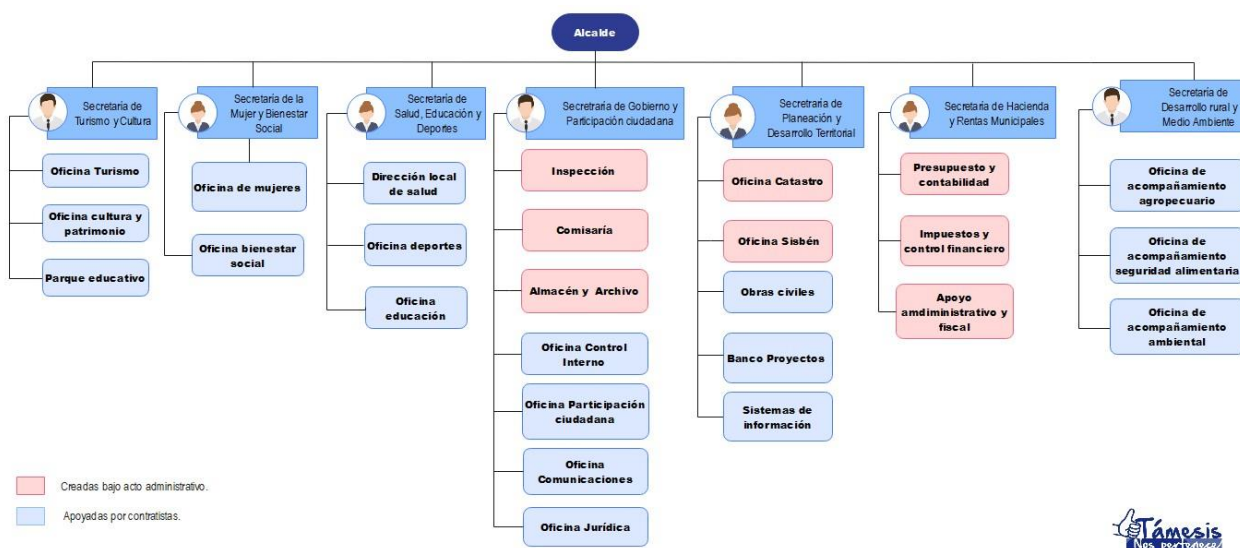 Alcalde
Secretaría de
Turismo y Cultura
Oficina Turismo
Oficina cultura y
patrimonio
Parque educativo
Secretaría de la
Mujer y Bienestar
Social
Oficina de mujeres
Oficina bienestar
social
Secretaría de
Salud, Educación y
Deportes
Dirección local
de salud
Oficina deportes
Oficina
educación
Secretraría de Gobierno y
Participación ciudadana
Inspección
Comisaría
Almacén y Archivo
Oficina Control
Interno
Oficina Participación
ciudadana
Oficina
Comunicaciones
Oficina Jurídica
Secretraría de
Planeación y
Desarrollo Territorial
Oficina Catastro
Oficina Sisbén
Obras civiles
Banco Proyectos
Sistemas de
información
Secretaría de Hacienda
y Rentas Municipales
Presupuesto y
contabilidad
Impuestos y
control financiero
Apoyo
amdiministrativo y
fiscal
Secretaría de
Desarrollo rural y
Medio Ambiente
Oficina de
acompañamiento
agropecuario
Oficina de
acompañamiento
seguridad alimentaria
Oficina de
acompañamiento
ambiental
Creadas bajo acto administrativo.
Apoyadas por contratistas.
Támesis
Nos pertenece